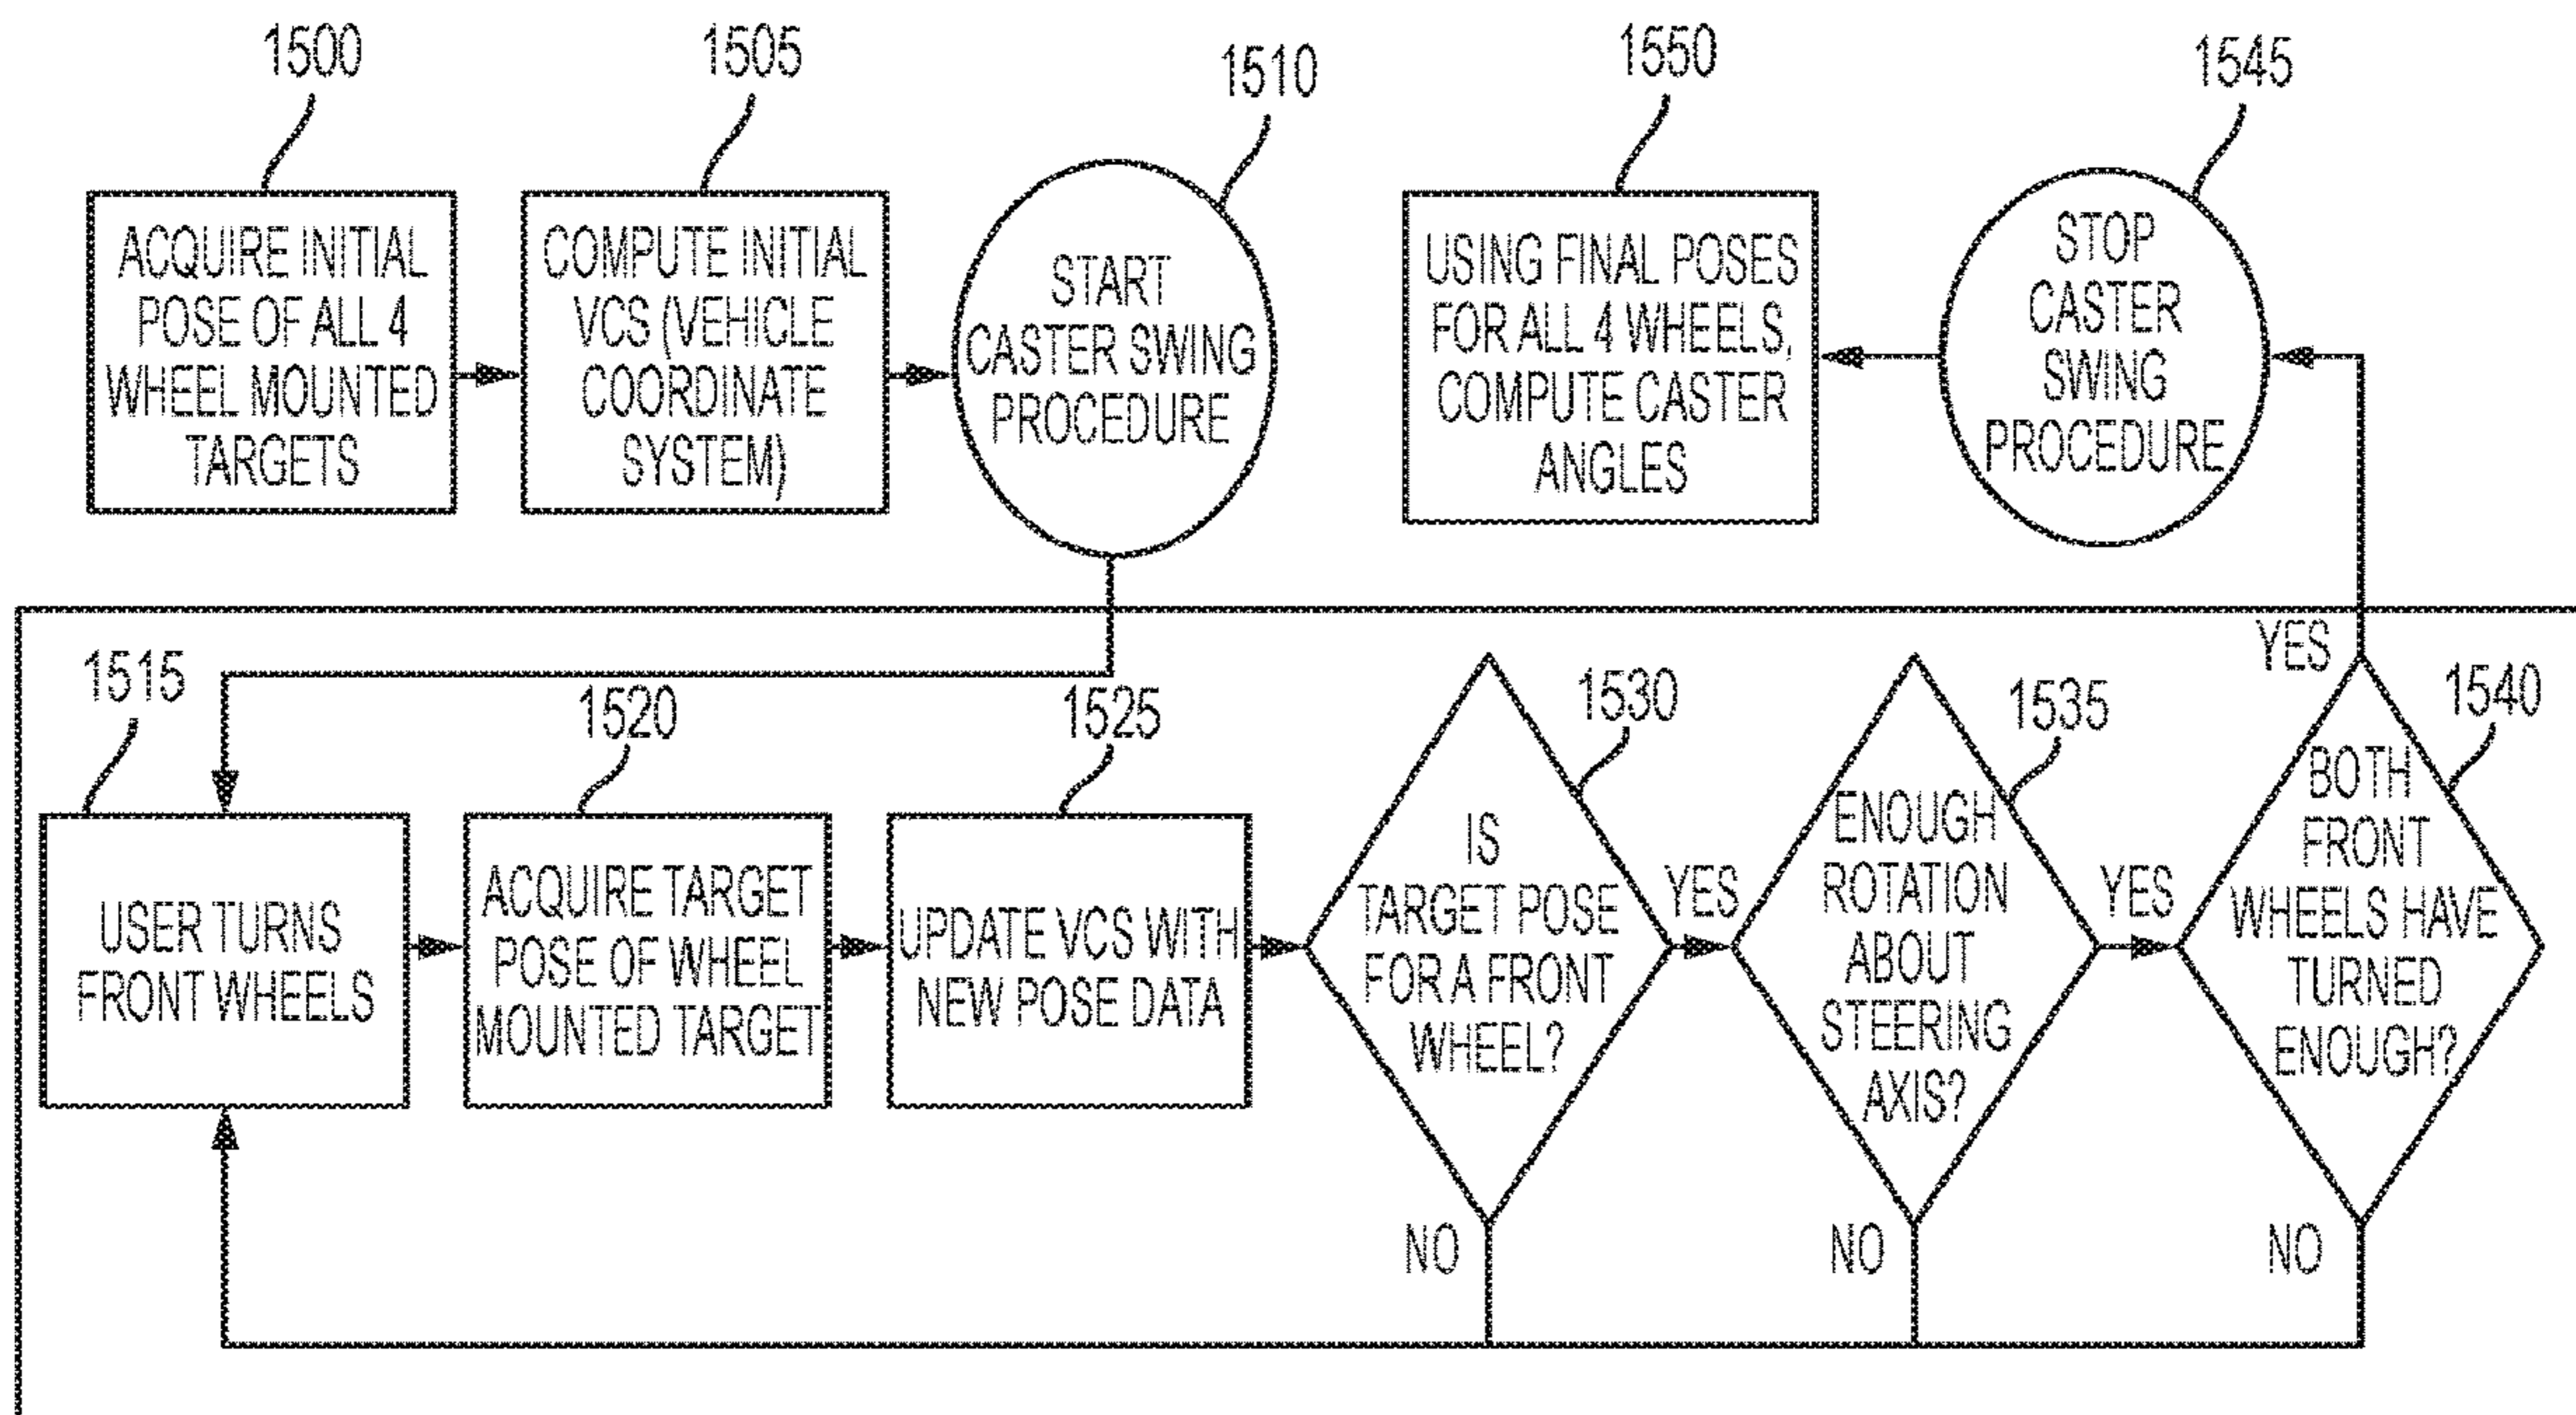 1500
1505
1510
1550
1545
ACQUIRE INITIAL
POSE OF ALL 4
WHEEL MOUNTED
TARGETS
COMPUTE INITIAL
VCS (VEHICLE
COORDINATE
SYSTEM)
START
CASTER SWING
PROCEDURE
USING FINAL POSES
FOR ALL 4 WHEELS,
COMPUTE CASTER
ANGLES
STOP
CASTER
SWING
PROCEDURE
1515
1520
1525
1530
1535
YES
1540
USER TURNS
FRONT WHEELS
ACQUIRE TARGET
POSE OF WHEEL
MOUNTED TARGET
UPDATE VCS WITH
NEW POSE DATA
IS
TARGET POSE
FOR A FRONT
WHEEL?
YES
ENOUGH
ROTATION
ABOUT
STEERING
AXIS?
YES
BOTH
FRONT
WHEELS HAVE
TURNED
ENOUGH?
NO
NO
NO